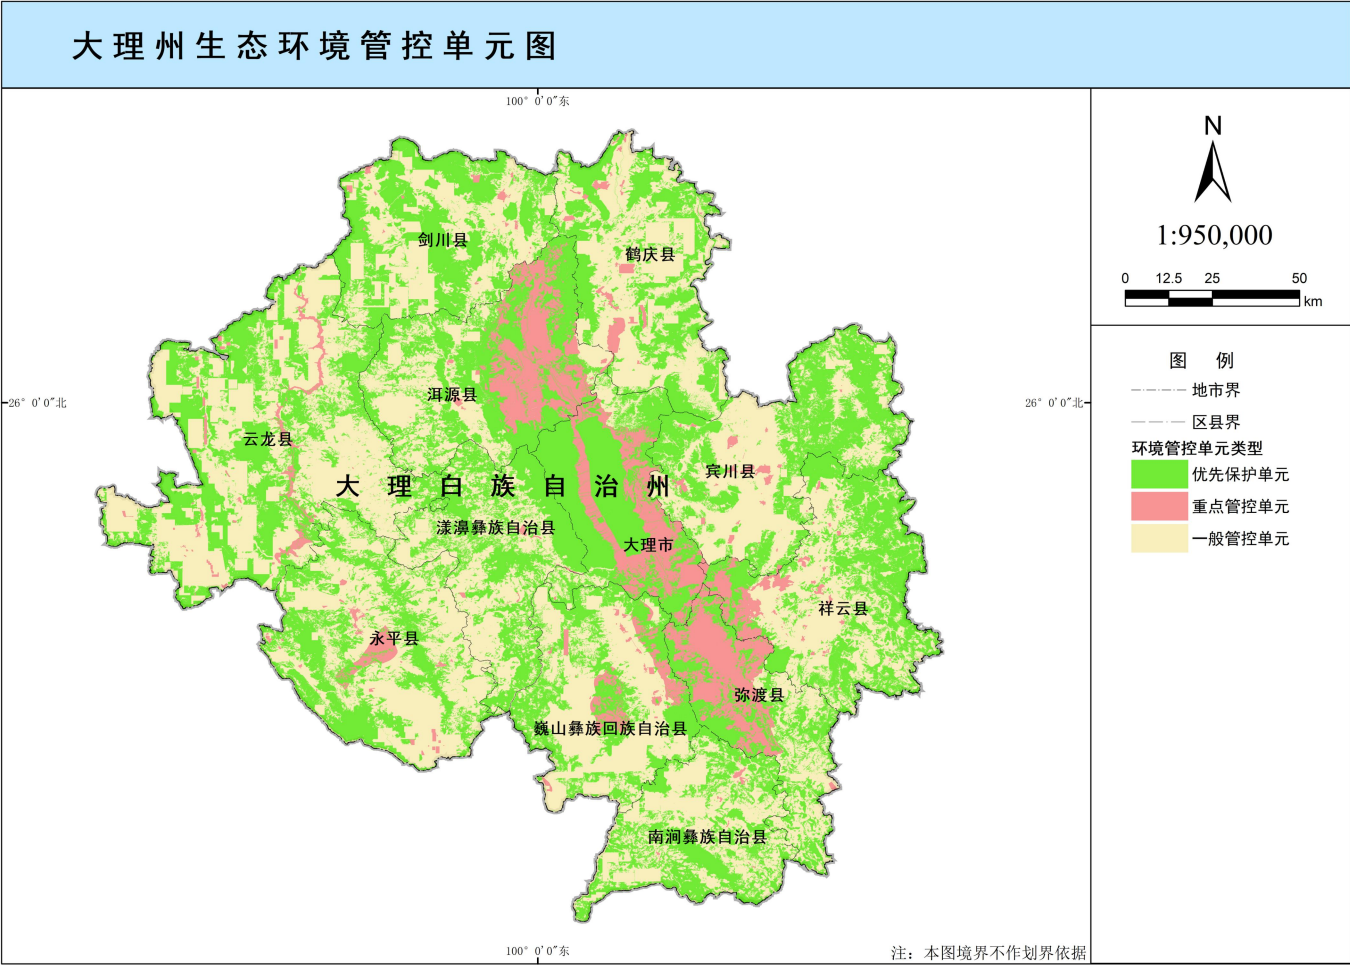 大理州生态环境管控单元图
100° 0′0″东
N
1:950,000
0 12.5 25 50
km
图 例
地市界
区县界
环境管控单元类型
优先保护单元
重点管控单元
一般管控单元
剑川县
鹤庆县
洱源县
26° 0′0″北
26° 0′0″北
云龙县
宾川县
大理白族自治州
漾濞彝族自治县
大理市
祥云县
永平县
弥渡县
巍山彝族回族自治县
南涧彝族自治县
100° 0′0″东
注：本图境界不作划界依据